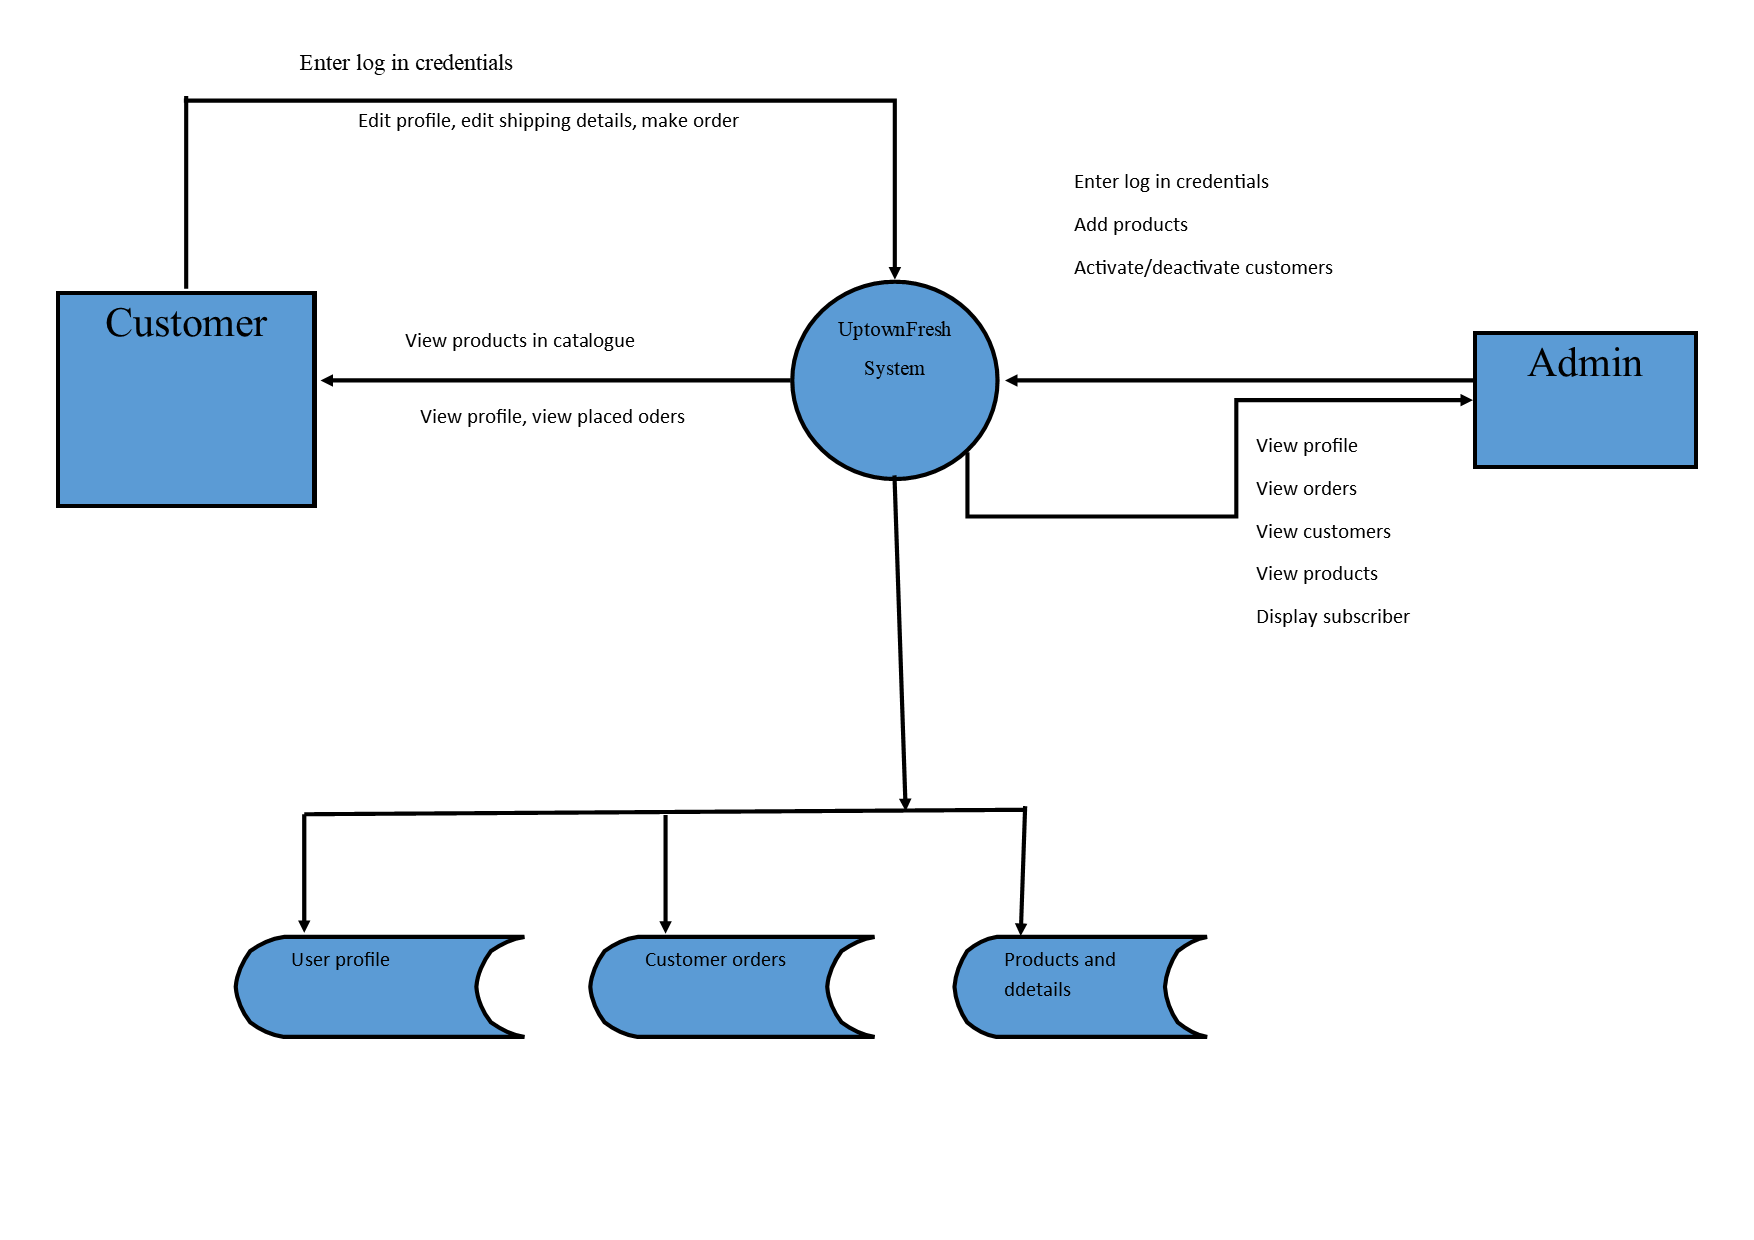 Enter log in credentials
Edit profile, edit shipping details, make order
Enter log in credentials
Add products
Activate/deactivate customers
Customer
View products in catalogue
View profile, view placed oders
UptownFresh
System
Admin
View profile
View orders
View customers
View products
Display subscriber
User profile
Customer orders
Products and
ddetails